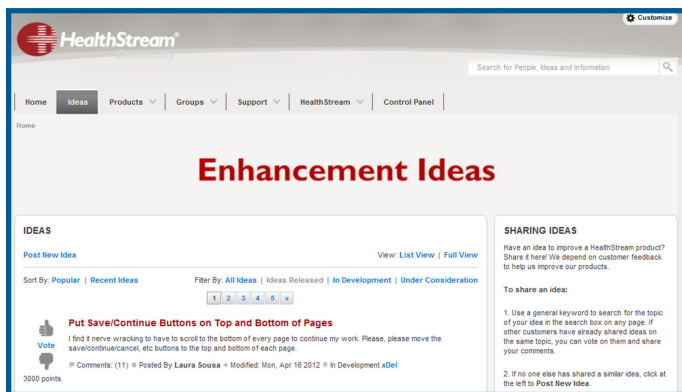 Customize
HealthStream®
Community
Search for People, Ideas and Information
Home Ideas Products Groups Support HealthStream Control Panel
Home
Enhancement Ideas
IDEAS
Post New Idea View: List View | Full View
Sort By: Popular | Recent Ideas Filter By: All Ideas | Ideas Released | In Development | Under Consideration
1 2 3 4 5 »
Put Save/Continue Buttons on Top and Bottom of Pages
I find it nerve wracking to have to scroll to the bottom of every page to continue my work. Please, please move the
save/continue/cancel, etc buttons to the top and bottom of each page.
Vote
Comments: (11) Posted By Laura Sousa Modified: Mon, Apr 16 2012 In Development xDel
3000 points
SHARING IDEAS
Have an idea to improve a HealthStream product?
Share it here! We depend on customer feedback
to help us improve our products.
To share an idea:
1. Use a general keyword to search for the topic
of your idea in the search box on any page. If
other customers have already shared ideas on
the same topic, you can vote on them and share
your comments.
2. If no one else has shared a similar idea, click at
the left to Post New Idea.